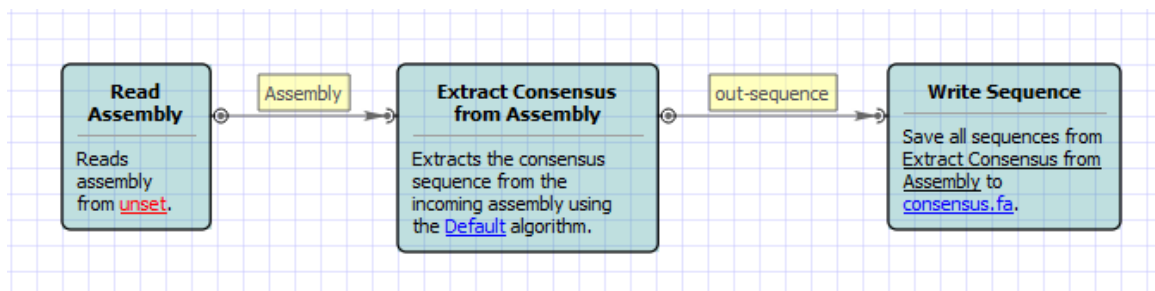 Read
Assembly
Reads
assembly
from unset.
Assembly
Extract Consensus
from Assembly
Extracts the consensus
sequence from the
incoming assembly using
the Default algorithm.
out-sequence
Write Sequence
Save all sequences from
Extract Consensus from
Assembly to
consensus.fa.